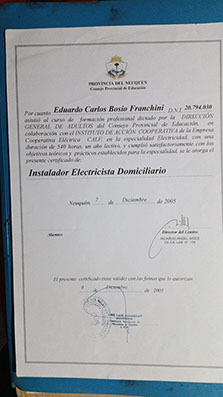 PROVINCIA DEL NEUQUEN
Consejo Provincial de Educación
Por cuanto Eduardo Carlos Bosio Franchini D.N.I. 20.794.030
asistió al curso de formación profesional dictado por la DIRECCIÓN
GENERAL DE ADULTOS del Consejo Provincial de Educación, en
colaboración con el INSTITUTO DE ACCIÓN COOPERATIVA de la Empresa
Cooperativa Eléctrica CALF, en la especialidad Electricidad, con una
duración de 540 horas, un año lectivo, y cumplió satisfactoriamente con los
objetivos teóricos y prácticos establecidos para la especialidad, se le otorga el
presente certificado de:
Instalador Electricista Domiciliario
Neuquén, 7 de Diciembre de 2005
Alumno
Director del Centro
El presente certificado tiene validez con las firmas que lo autorizan
9 Diciembre de 2005